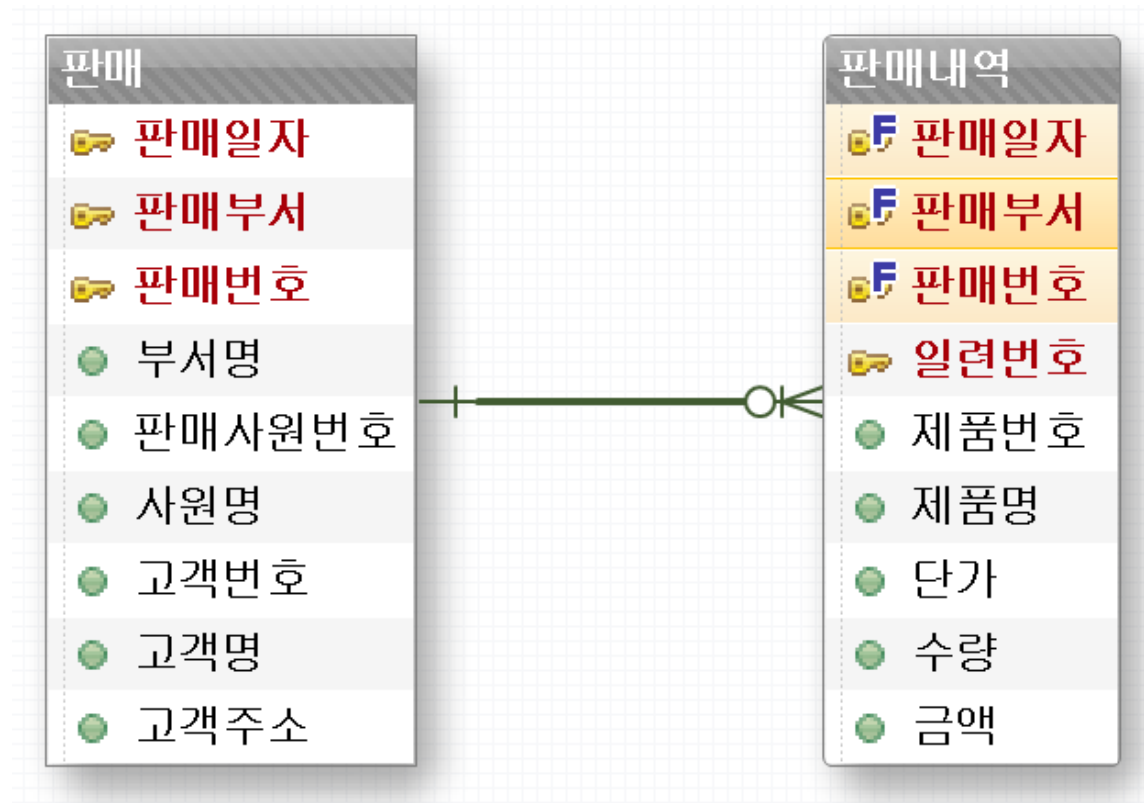 판매
판매일자
판매부서
판매번호
부서명
판매사원번호
사원명
고객번호
고객명
고객주소
판매내역
F 판매일자
F 판매부서
F 판매번호
일련번호
제품번호
제품명
단가
수량
금액